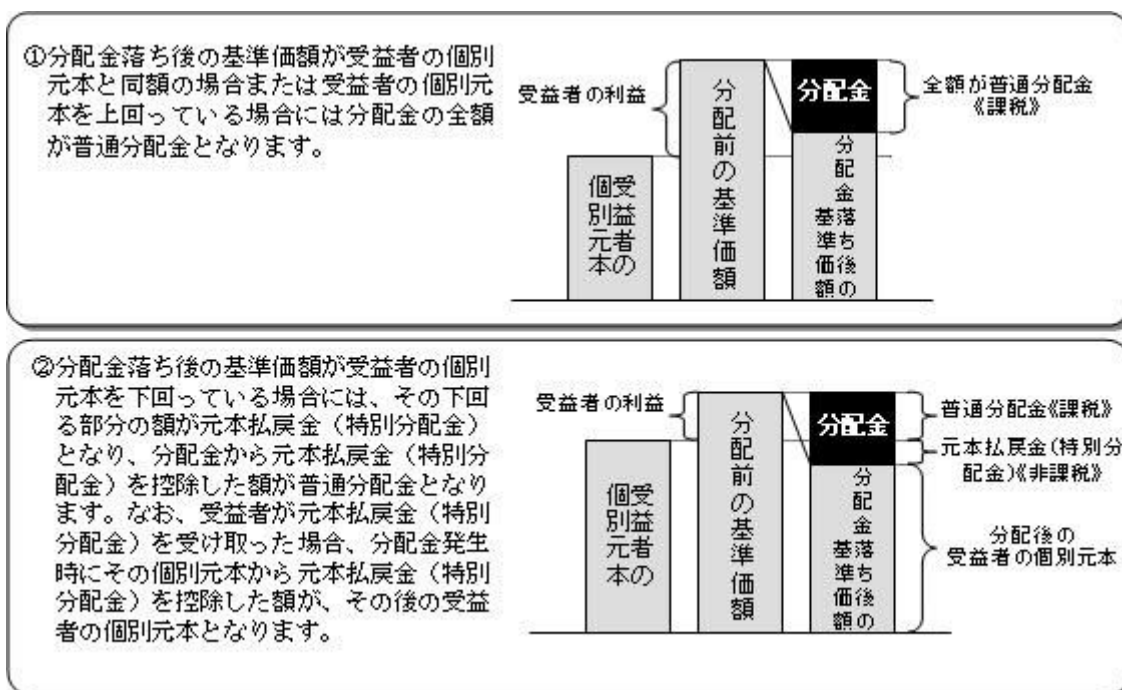 ①分配金落ち後の基準価額が受益者の個別
元本と同額の場合または受益者の個別元
本を上回っている場合には分配金の全額
が普通分配金となります。
受益者の利益
受益者の
個別元本
分配前の基準価額
分配金
分配金落ち後の
基準価額
全額が普通分配金
《課税》
②分配金落ち後の基準価額が受益者の個別
元本を下回っている場合には、その下回
る部分の額が元本払戻金（特別分配金）
となり、分配金から元本払戻金（特別分
配金）を控除した額が普通分配金となり
ます。なお、受益者が元本払戻金（特別
分配金）を受け取った場合、分配金発生
時にその個別元本から元本払戻金（特別
分配金）を控除した額が、その後の受益
者の個別元本となります。
受益者の利益
受益者の
個別元本
分配前の基準価額
分配金
分配金落ち後の
基準価額
普通分配金《課税》
元本払戻金(特別分
配金)《非課税》
分配後の
受益者の個別元本